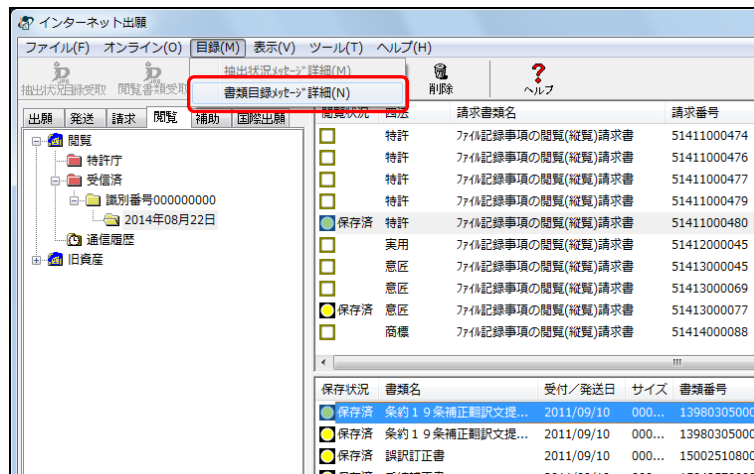 インターネット出願
ファイル(F) オンライン(O) 目録(M) 表示(V) ツール(T) ヘルプ(H)
抽出状況ﾒｯｾｰｼﾞ詳細(M)
書類目録ﾒｯｾｰｼﾞ詳細(N)
抽出状況目録受取 閲覧書類受取 削除 ヘルプ
出願 発送 請求 閲覧 補助 国際出願
閲覧
特許庁
受信済
識別番号000000000
2014年08月22日
通信履歴
旧資産
閲覧状況 四法 請求書類名 請求番号
特許 ﾌｧｲﾙ記録事項の閲覧(縦覧)請求書 51411000474
特許 ﾌｧｲﾙ記録事項の閲覧(縦覧)請求書 51411000476
特許 ﾌｧｲﾙ記録事項の閲覧(縦覧)請求書 51411000477
特許 ﾌｧｲﾙ記録事項の閲覧(縦覧)請求書 51411000479
保存済 特許 ﾌｧｲﾙ記録事項の閲覧(縦覧)請求書 51411000480
実用 ﾌｧｲﾙ記録事項の閲覧(縦覧)請求書 51412000045
意匠 ﾌｧｲﾙ記録事項の閲覧(縦覧)請求書 51413000045
意匠 ﾌｧｲﾙ記録事項の閲覧(縦覧)請求書 51413000069
保存済 意匠 ﾌｧｲﾙ記録事項の閲覧(縦覧)請求書 51413000077
商標 ﾌｧｲﾙ記録事項の閲覧(縦覧)請求書 51414000088
保存状況 書類名 受付／発送日 サイズ 書類番号
保存済 条約１９条補正翻訳文提... 2011/09/10 000... 13980305000
保存済 条約１９条補正翻訳文提... 2011/09/10 000... 13980305000
保存済 誤訳訂正書 2011/09/10 000... 15002510800